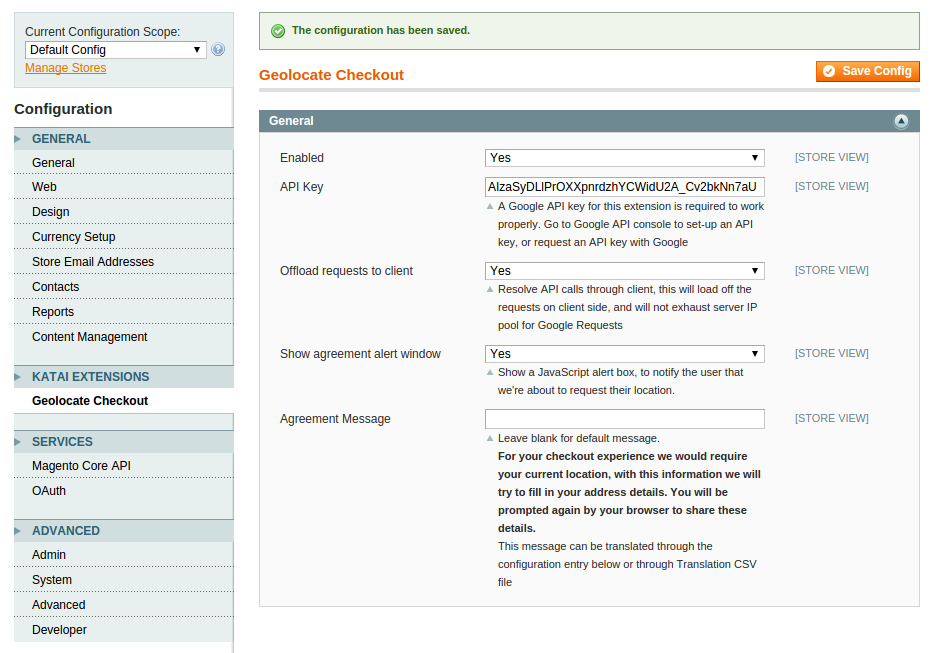 Current Configuration Scope:
Default Config
Manage Stores
Configuration
GENERAL
General
Web
Design
Currency Setup
Store Email Addresses
Contacts
Reports
Content Management
KATAI EXTENSIONS
Geolocate Checkout
SERVICES
Magento Core API
OAuth
ADVANCED
Admin
System
Advanced
Developer
The configuration has been saved.
Geolocate Checkout
Save Config
General
Enabled
Yes
[STORE VIEW]
API Key
AIzaSyDLlPrOXXpnrdzhYCWidU2A_Cv2bkNn7aU
[STORE VIEW]
A Google API key for this extension is required to work
properly. Go to Google API console to set-up an API
key, or request an API key with Google
Offload requests to client
Yes
[STORE VIEW]
Resolve API calls through client, this will load off the
requests on client side, and will not exhaust server IP
pool for Google Requests
Show agreement alert window
Yes
[STORE VIEW]
Show a JavaScript alert box, to notify the user that
we're about to request their location.
Agreement Message
[STORE VIEW]
Leave blank for default message.
For your checkout experience we would require
your current location, with this information we will
try to fill in your address details. You will be
prompted again by your browser to share these
details.
This message can be translated through the
configuration entry below or through Translation CSV
file